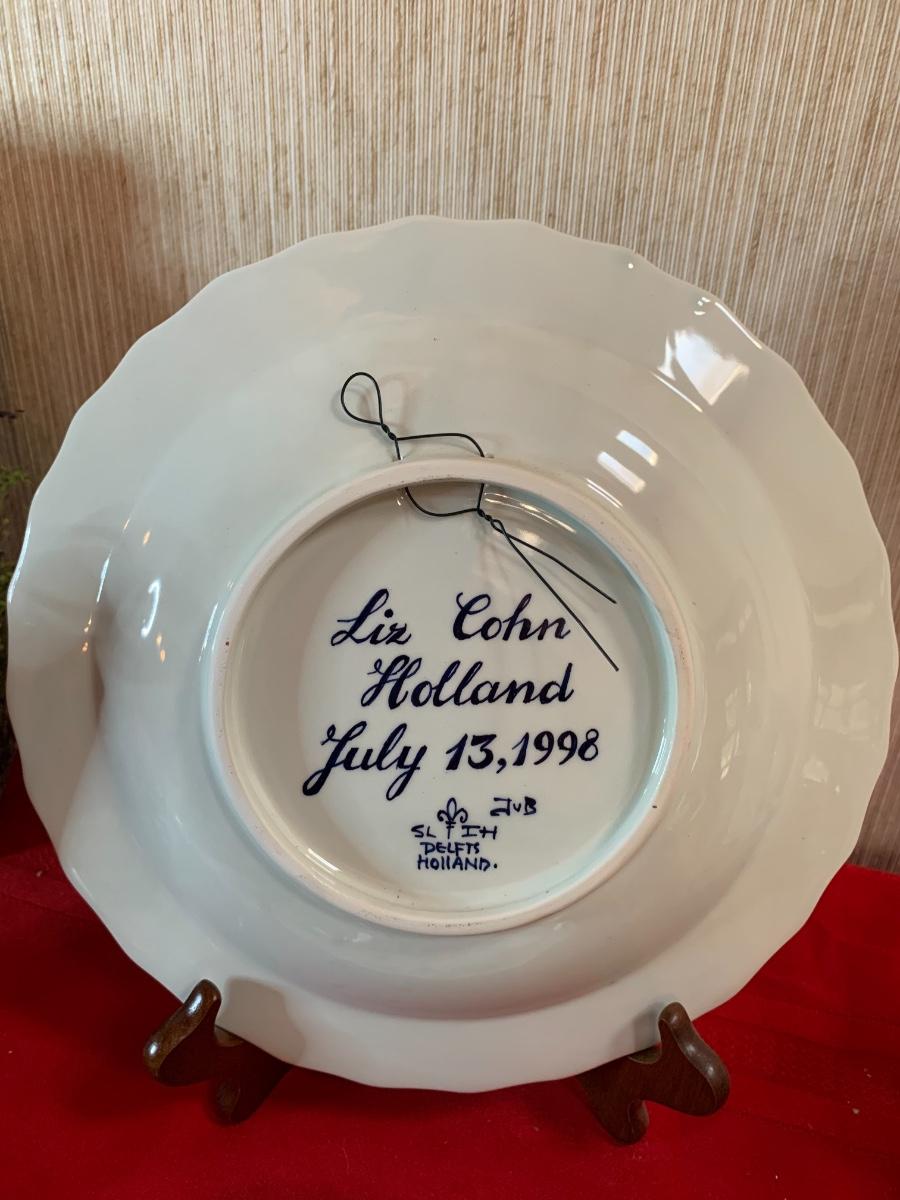 Liz Cohn
Holland
July 13, 1998
JvB
SL IH
DELFTS
HOllAND.